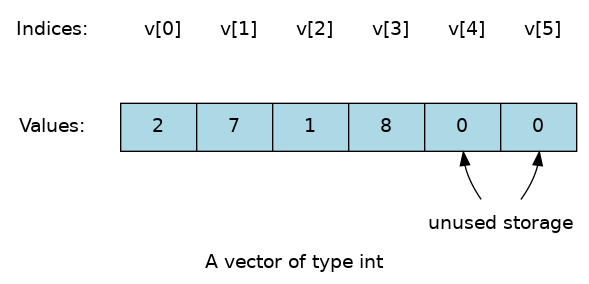 Indices: v[0] v[1] v[2] v[3] v[4] v[5]
Values: 2 7 1 8 0 0
unused storage
A vector of type int